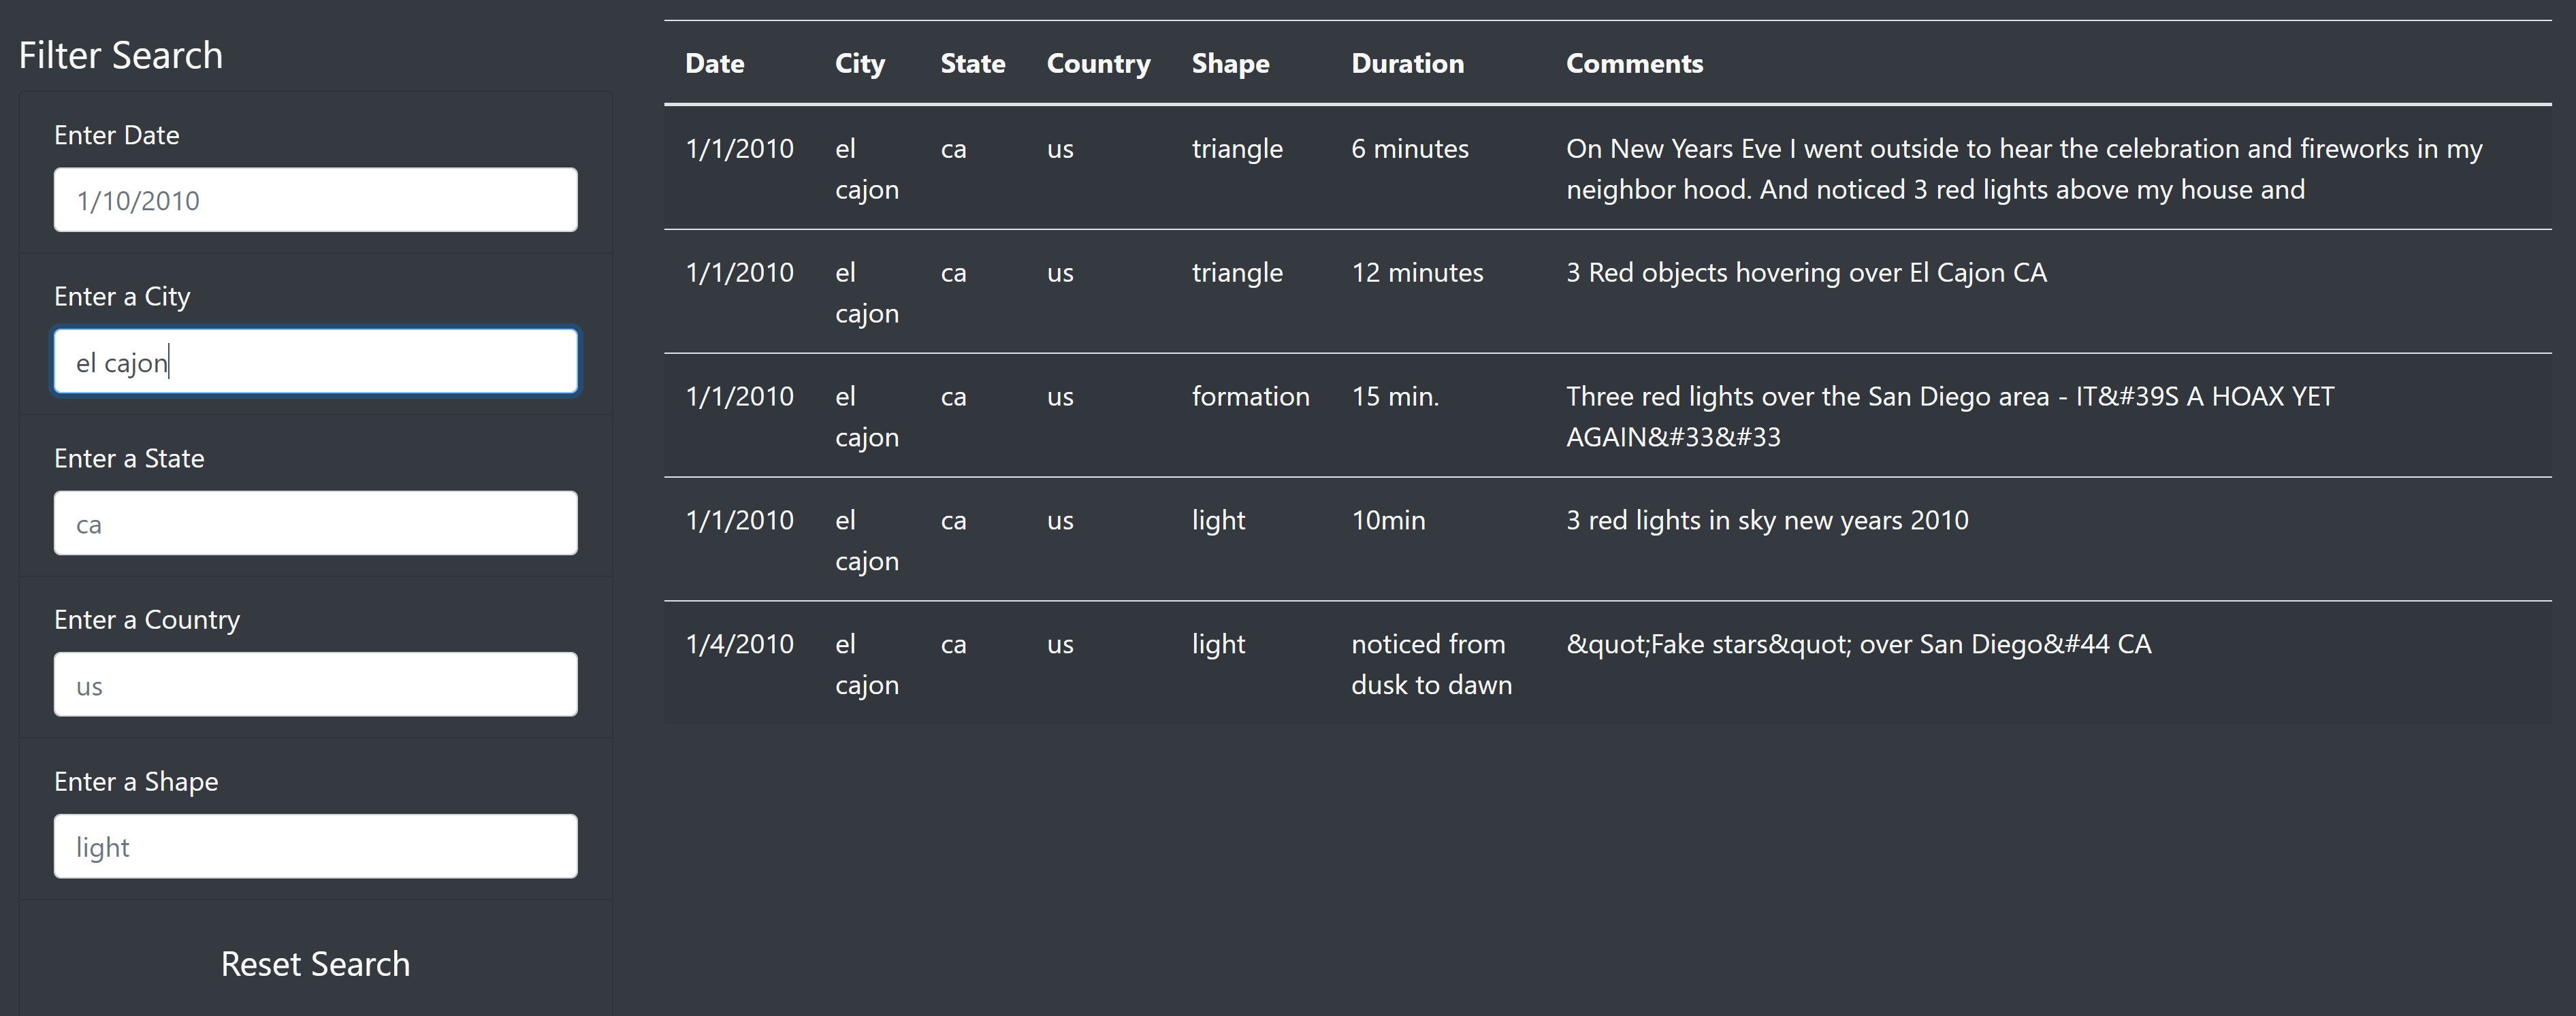 Filter Search
Enter Date
1/10/2010
Enter a City
el cajon
Enter a State
ca
Enter a Country
us
Enter a Shape
light
Reset Search
Date City State Country Shape Duration Comments
1/1/2010 el ca us triangle 6 minutes On New Years Eve I went outside to hear the celebration and fireworks in my
cajon neighbor hood. And noticed 3 red lights above my house and
1/1/2010 el ca us triangle 12 minutes 3 Red objects hovering over El Cajon CA
cajon
1/1/2010 el ca us formation 15 min. Three red lights over the San Diego area - IT&#39S A HOAX YET
cajon AGAIN&#33&#33
1/1/2010 el ca us light 10min 3 red lights in sky new years 2010
cajon
1/4/2010 el ca us light noticed from &quot;Fake stars&quot; over San Diego&#44 CA
cajon dusk to dawn